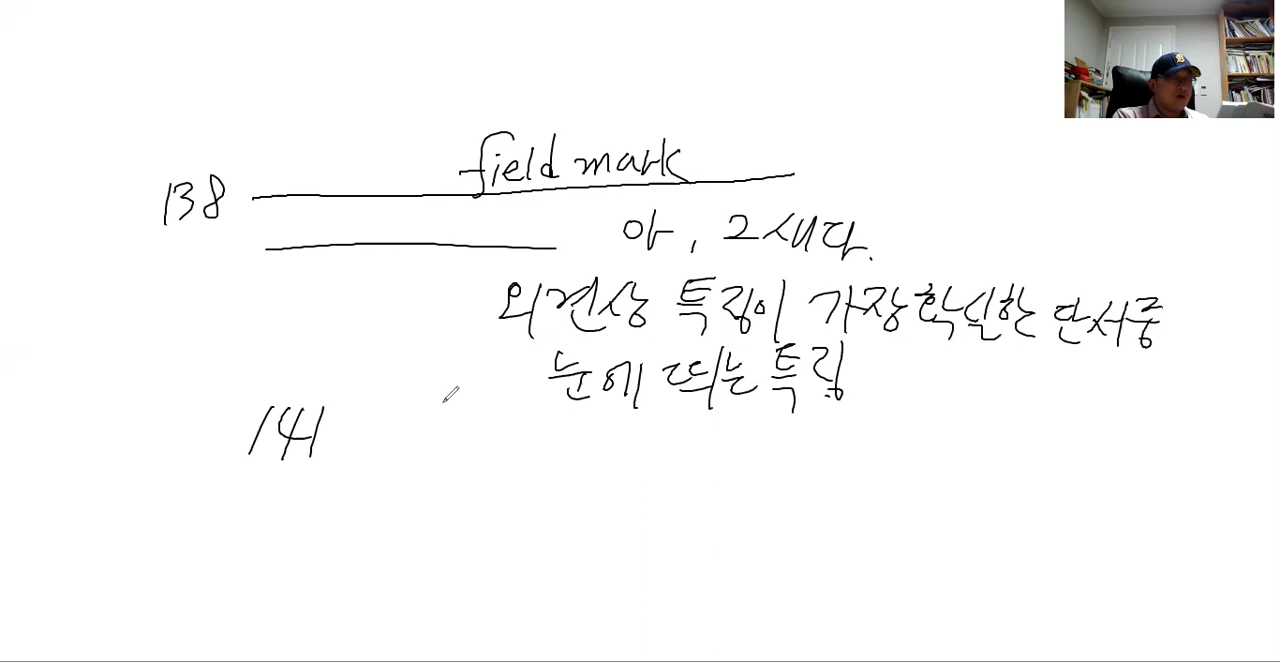 138 field mark
아, 그새다.
외견상 특징이 가장확실한 단서중
눈에 띄는 특징
141